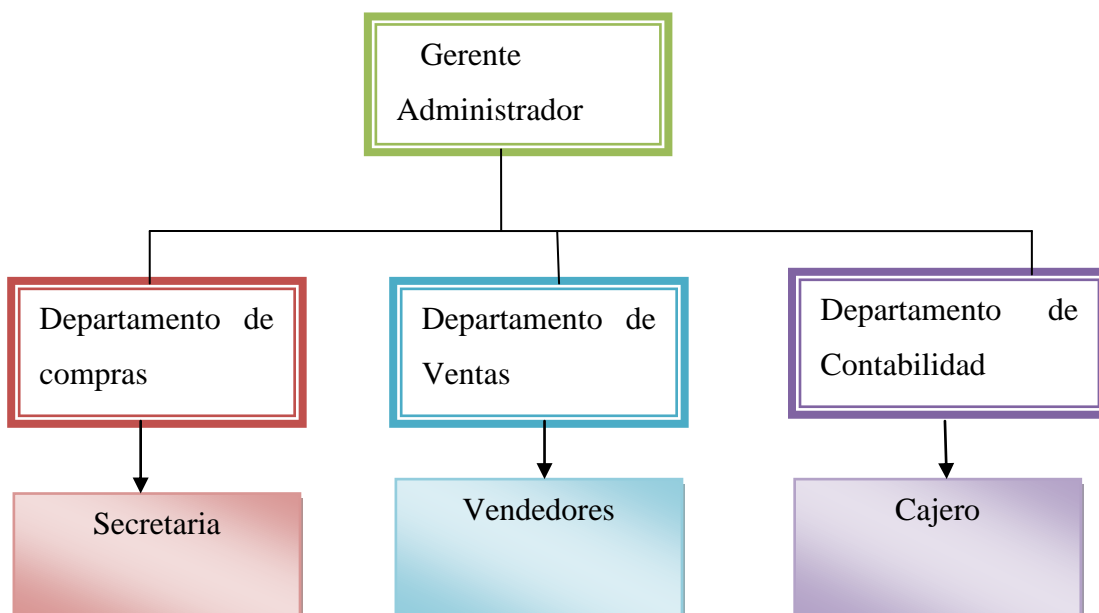 Gerente
Administrador
Departamento de
compras
Departamento de
Ventas
Departamento de
Contabilidad
Secretaria
Vendedores
Cajero